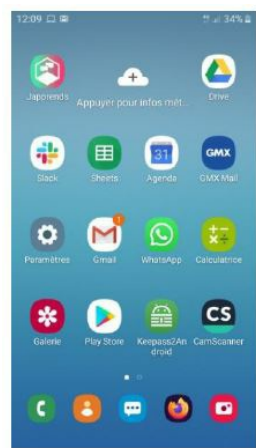 12:09
34%
Japprends
Appuyer pour infos mét...
Drive
Slack
Sheets
31
Agenda
GMX
GMX Mail
Paramètres
1
Gmail
WhatsApp
Calculatrice
Galerie
Play Store
Keepass2An
droid
CS
CamScanner